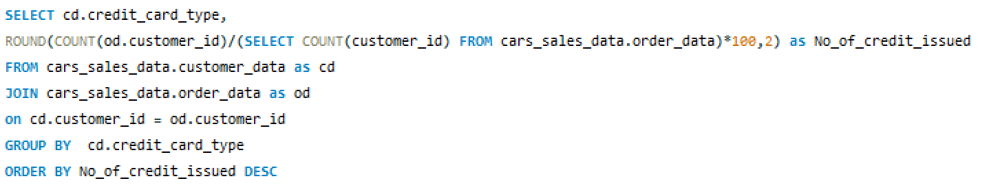 SELECT cd.credit_card_type,
ROUND(COUNT(od.customer_id)/(SELECT COUNT(customer_id) FROM cars_sales_data.order_data)*100,2) as No_of_credit_issued
FROM cars_sales_data.customer_data as cd
JOIN cars_sales_data.order_data as od
on cd.customer_id = od.customer_id
GROUP BY  cd.credit_card_type
ORDER BY No_of_credit_issued DESC